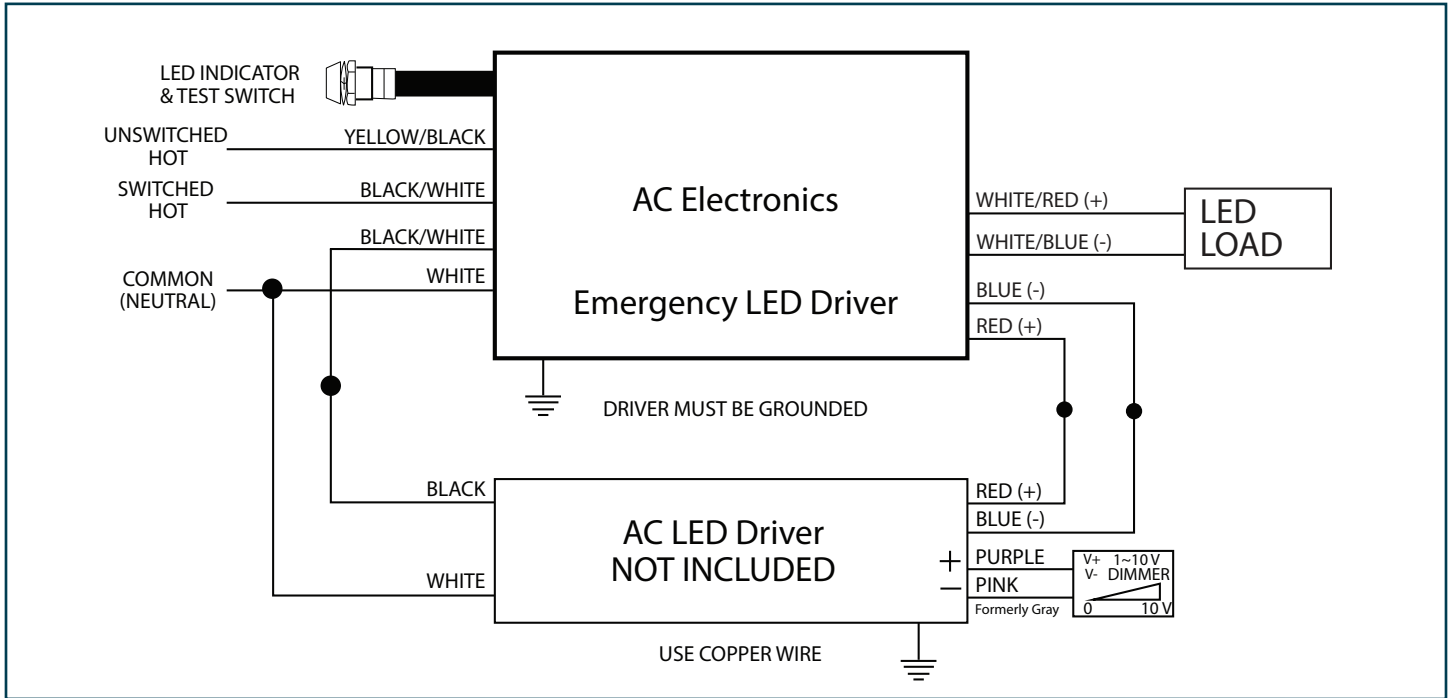 LED INDICATOR
& TEST SWITCH
UNSWITCHED
HOT
YELLOW/BLACK
SWITCHED
HOT
BLACK/WHITE
BLACK/WHITE
COMMON
(NEUTRAL)
WHITE
AC Electronics
Emergency LED Driver
WHITE/RED (+)
WHITE/BLUE (-)
LED
LOAD
BLUE (-)
RED (+)
DRIVER MUST BE GROUNDED
BLACK
WHITE
AC LED Driver
NOT INCLUDED
RED (+)
BLUE (-)
+ PURPLE
− PINK
Formerly Gray
V+ 1~10 V
V- DIMMER
0 10 V
USE COPPER WIRE